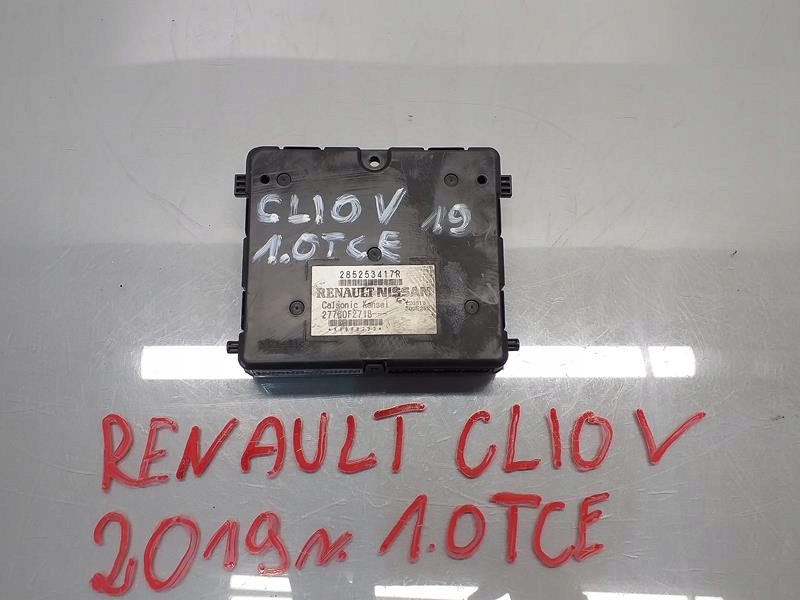 CLIO V 19
1.0TCE
285253417R
RENAULT NISSAN
Calsonic Kansei
27760F271B
RENAULT CLIO V
2019r. 1.0TCE